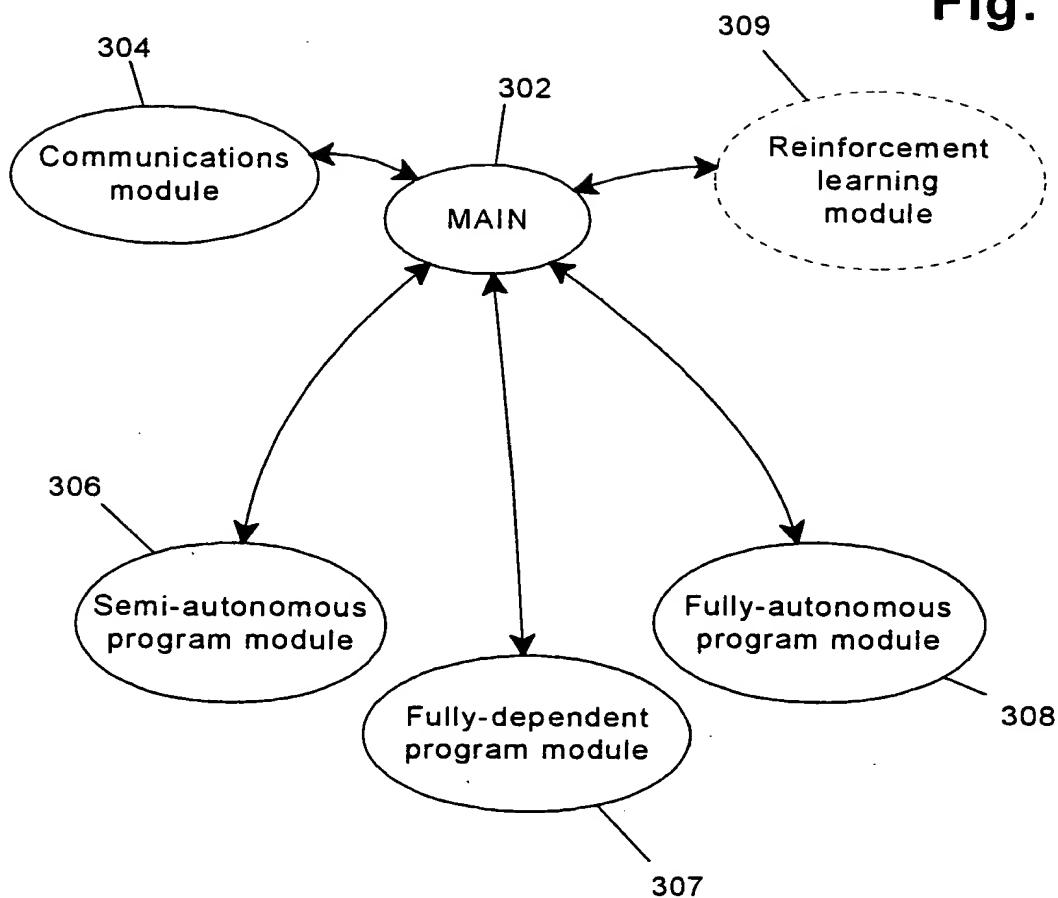 Fig.
304
302
309
Communications
module
MAIN
Reinforcement
learning
module
306
Semi-autonomous
program module
Fully-dependent
program module
Fully-autonomous
program module
308
307